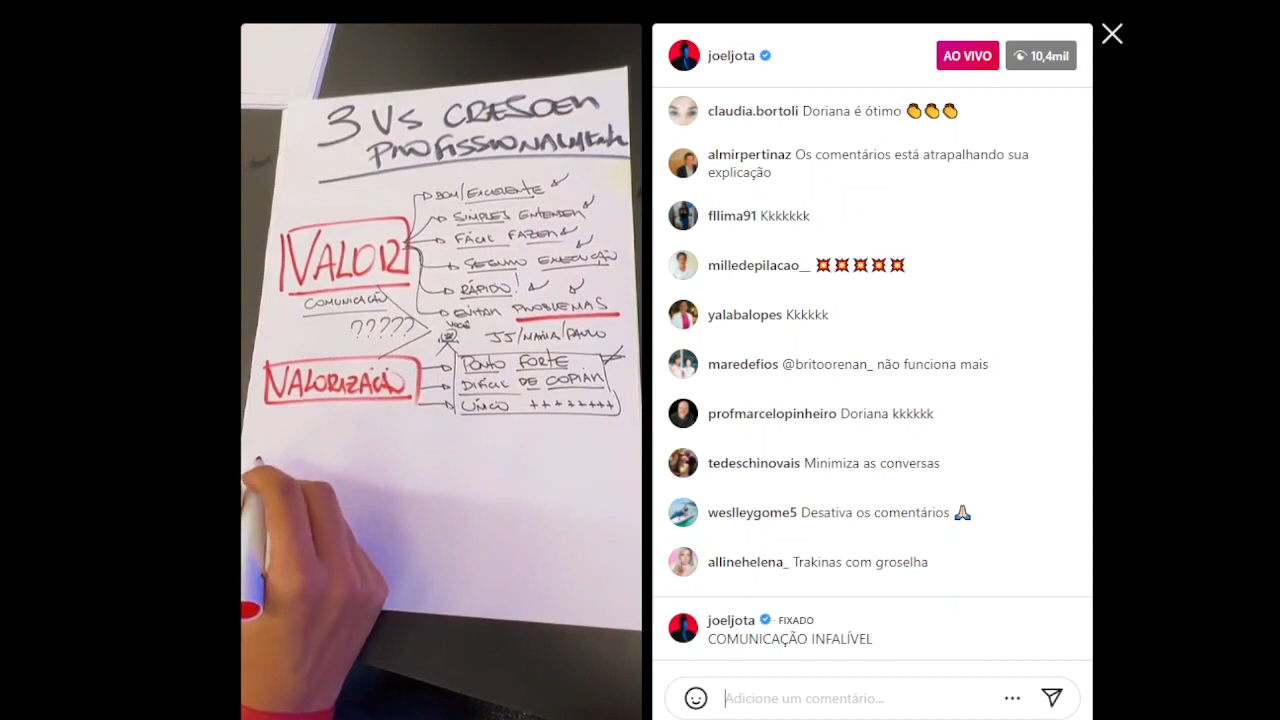 3 VS CRESCER
PROFISSIONALMENTE
VALOR
COMUNICAÇÃO
?????
BOM/EXCELENTE
SIMPLES ENTENDER
FÁCIL FAZER
SEGURO EXECUÇÃO
RÁPIDO!
EVITAR PROBLEMAS
JJ/MARIA/PAULO
VALORIZAÇÃO
PONTO FORTE
DIFÍCIL DE COPIAR
ÚNICO ++++++++
joeljota
AO VIVO
10,4mil
claudia.bortoli Doriana é ótimo 👏👏👏
almirpertinaz Os comentários está atrapalhando sua
explicação
fllima91 Kkkkkkk
milledepilacao__ 💥💥💥💥💥
yalabalopes Kkkkkk
maredefios @britoorenan_ não funciona mais
profmarcelopinheiro Doriana kkkkkk
tedeschinovais Minimiza as conversas
weslleygome5 Desativa os comentários 🙏🏻
allinehelena_ Trakinas com groselha
joeljota · FIXADO
COMUNICAÇÃO INFALÍVEL
Adicione um comentário...